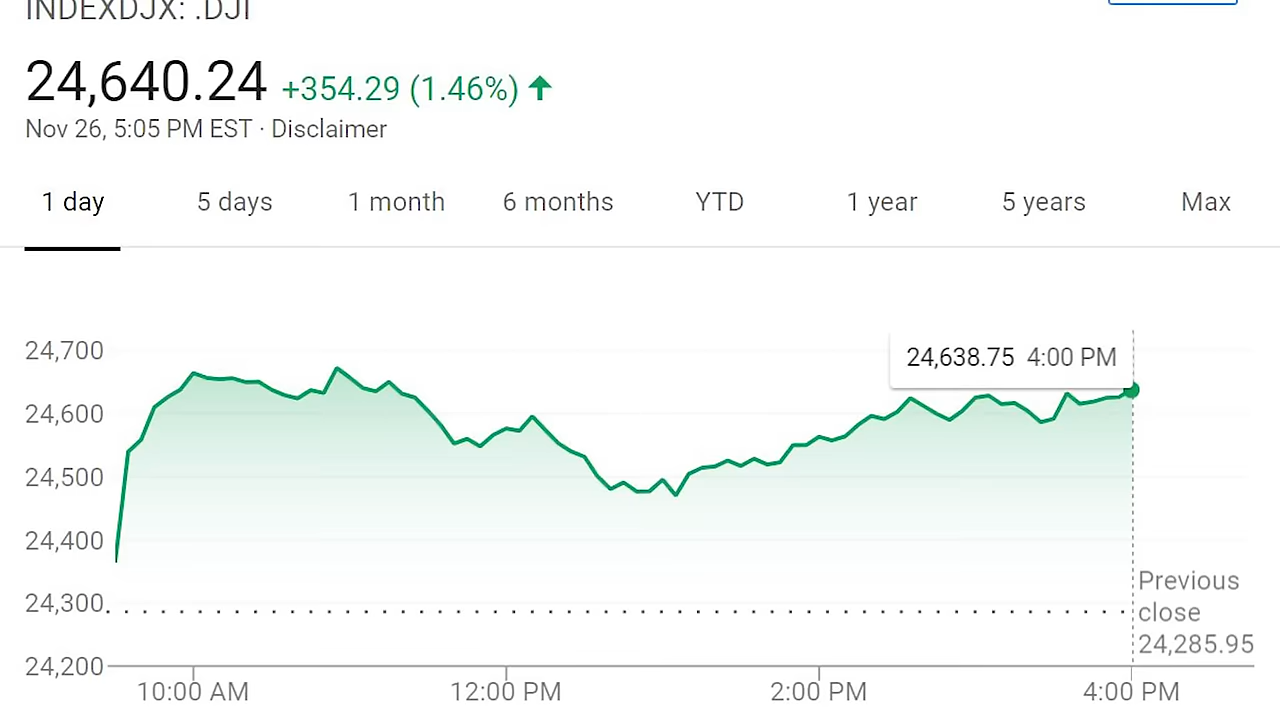 INDEXDJX: .DJI
24,640.24 +354.29 (1.46%)
Nov 26, 5:05 PM EST · Disclaimer
1 day 5 days 1 month 6 months YTD 1 year 5 years Max
24,700
24,638.75 4:00 PM
24,600
24,500
24,400
24,300
Previous
close
24,285.95
24,200
10:00 AM 12:00 PM 2:00 PM 4:00 PM